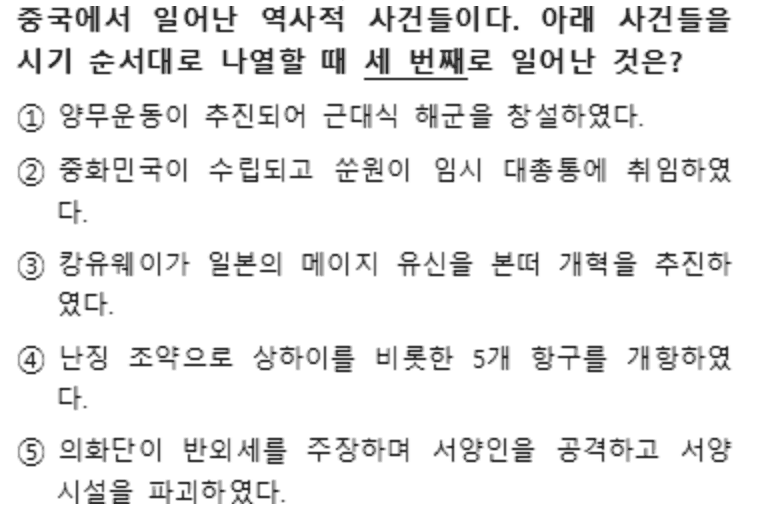 중국에서 일어난 역사적 사건들이다. 아래 사건들을
시기 순서대로 나열할 때 세 번째로 일어난 것은?
① 양무운동이 추진되어 근대식 해군을 창설하였다.
② 중화민국이 수립되고 쑨원이 임시 대총통에 취임하였
다.
③ 캉유웨이가 일본의 메이지 유신을 본떠 개혁을 추진하
였다.
④ 난징 조약으로 상하이를 비롯한 5개 항구를 개항하였
다.
⑤ 의화단이 반외세를 주장하며 서양인을 공격하고 서양
시설을 파괴하였다.